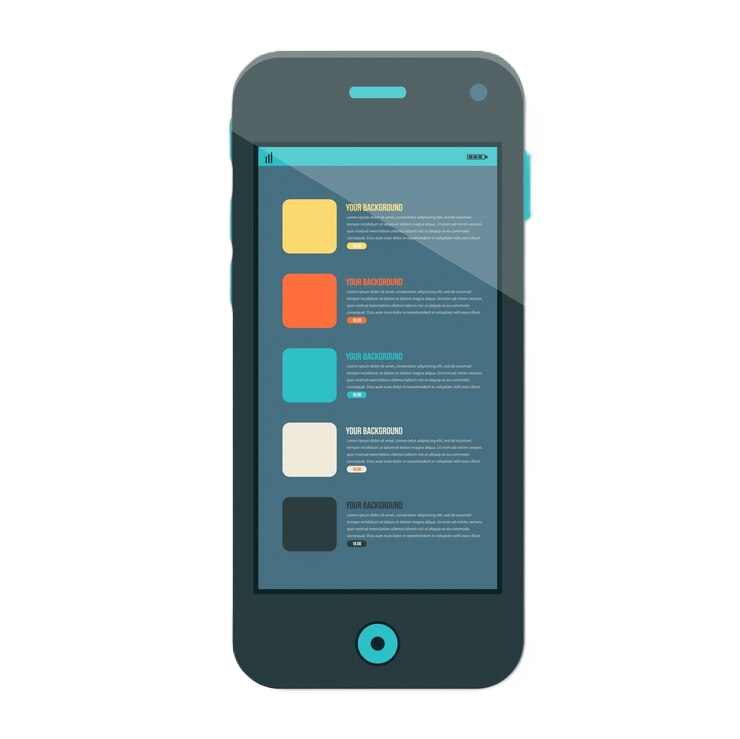 YOUR BACKGROUND
Lorem ipsum dolor sit amet, consectetur adipiscing elit, sed do eiusmod
tempor incididunt ut labore et dolore magna aliqua. Ut enim ad minim veniam,
quis nostrud exercitation ullamco laboris nisi ut aliquip ex ea commodo
consequat. Duis aute irure dolor in reprehenderit in voluptate velit esse cillum
YOUR BACKGROUND
Lorem ipsum dolor sit amet, consectetur adipiscing elit, sed do eiusmod
tempor incididunt ut labore et dolore magna aliqua. Ut enim ad minim veniam,
quis nostrud exercitation ullamco laboris nisi ut aliquip ex ea commodo
consequat. Duis aute irure dolor in reprehenderit in voluptate velit esse cillum
19.00
YOUR BACKGROUND
Lorem ipsum dolor sit amet, consectetur adipiscing elit, sed do eiusmod
tempor incididunt ut labore et dolore magna aliqua. Ut enim ad minim veniam,
quis nostrud exercitation ullamco laboris nisi ut aliquip ex ea commodo
consequat. Duis aute irure dolor in reprehenderit in voluptate velit esse cillum
19.00
YOUR BACKGROUND
Lorem ipsum dolor sit amet, consectetur adipiscing elit, sed do eiusmod
tempor incididunt ut labore et dolore magna aliqua. Ut enim ad minim veniam,
quis nostrud exercitation ullamco laboris nisi ut aliquip ex ea commodo
consequat. Duis aute irure dolor in reprehenderit in voluptate velit esse cillum
19.00
YOUR BACKGROUND
Lorem ipsum dolor sit amet, consectetur adipiscing elit, sed do eiusmod
tempor incididunt ut labore et dolore magna aliqua. Ut enim ad minim veniam,
quis nostrud exercitation ullamco laboris nisi ut aliquip ex ea commodo
consequat. Duis aute irure dolor in reprehenderit in voluptate velit esse cillum
19.00